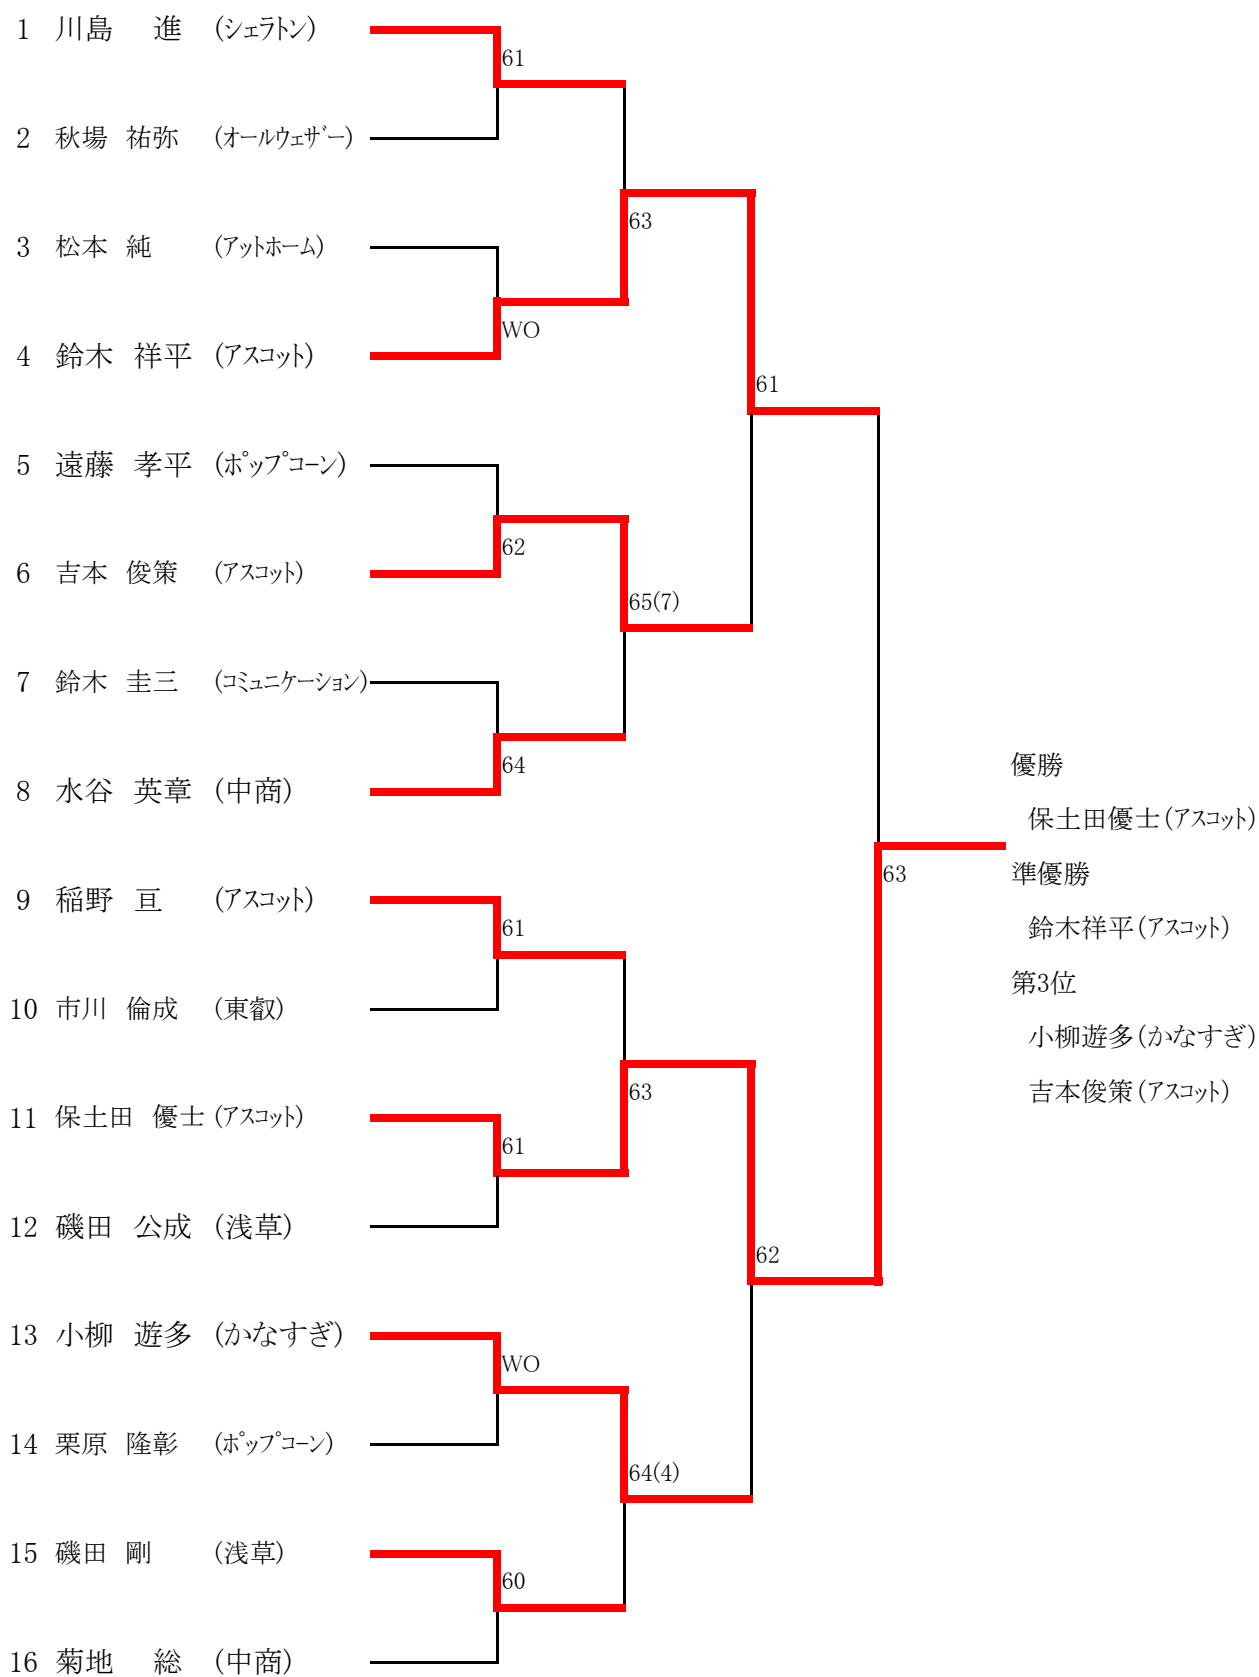 1 川島 進 (シェラトン)
61
2 秋場 祐弥 (オールウェザー)
63
3 松本 純 (アットホーム)
WO
4 鈴木 祥平 (アスコット)
61
5 遠藤 孝平 (ポップコーン)
62
6 吉本 俊策 (アスコット)
65(7)
7 鈴木 圭三 (コミュニケーション)
64
8 水谷 英章 (中商)
優勝
保土田優士(アスコット)
63
準優勝
鈴木祥平(アスコット)
第3位
小柳遊多(かなすぎ)
吉本俊策(アスコット)
9 稲野 亘 (アスコット)
61
10 市川 倫成 (東叡)
63
11 保土田 優士 (アスコット)
61
12 磯田 公成 (浅草)
62
13 小柳 遊多 (かなすぎ)
WO
14 栗原 隆彰 (ポップコーン)
64(4)
15 磯田 剛 (浅草)
60
16 菊地 総 (中商)